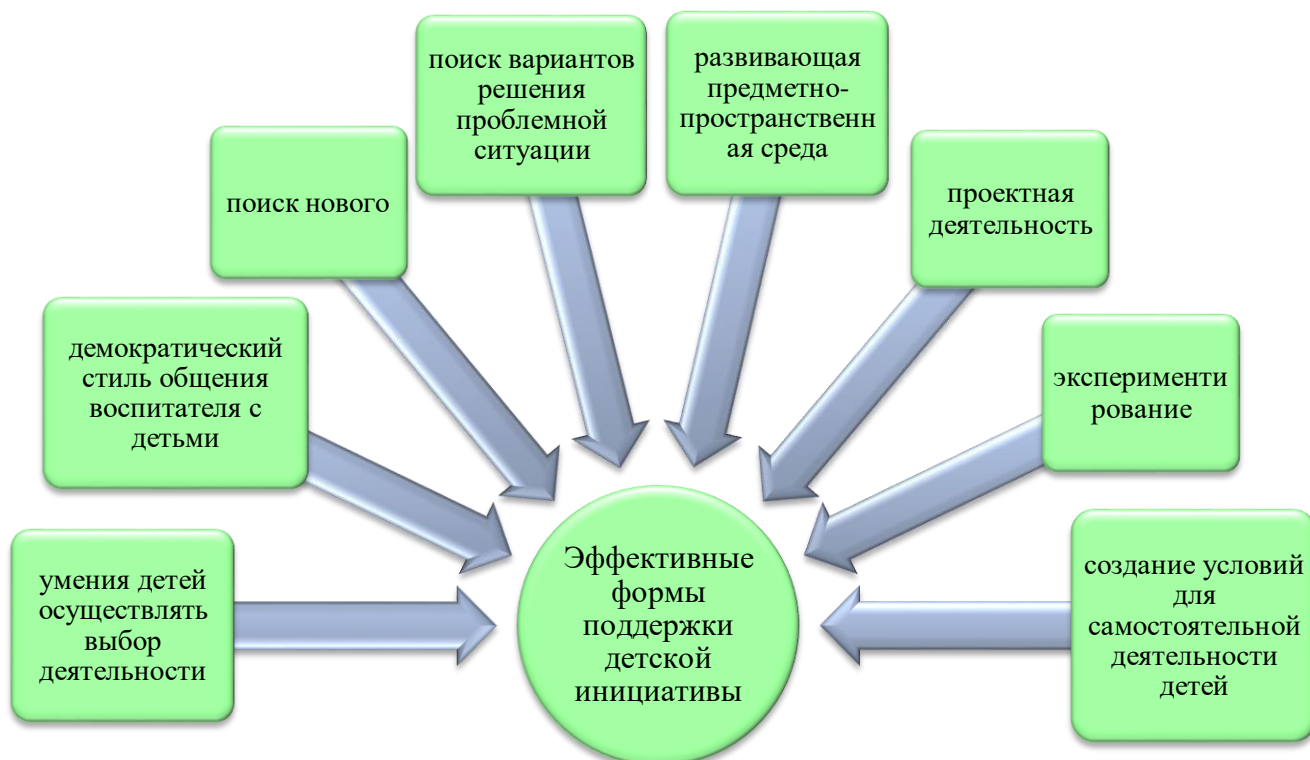 поиск вариантов
решения
проблемной
ситуации
развивающая
предметно-
пространственн
ая среда
поиск нового
проектная
деятельность
демократический
стиль общения
воспитателя с
детьми
эксперименти
рование
умения детей
осуществлять
выбор
деятельности
Эффективные
формы
поддержки
детской
инициативы
создание условий
для
самостоятельной
деятельности
детей